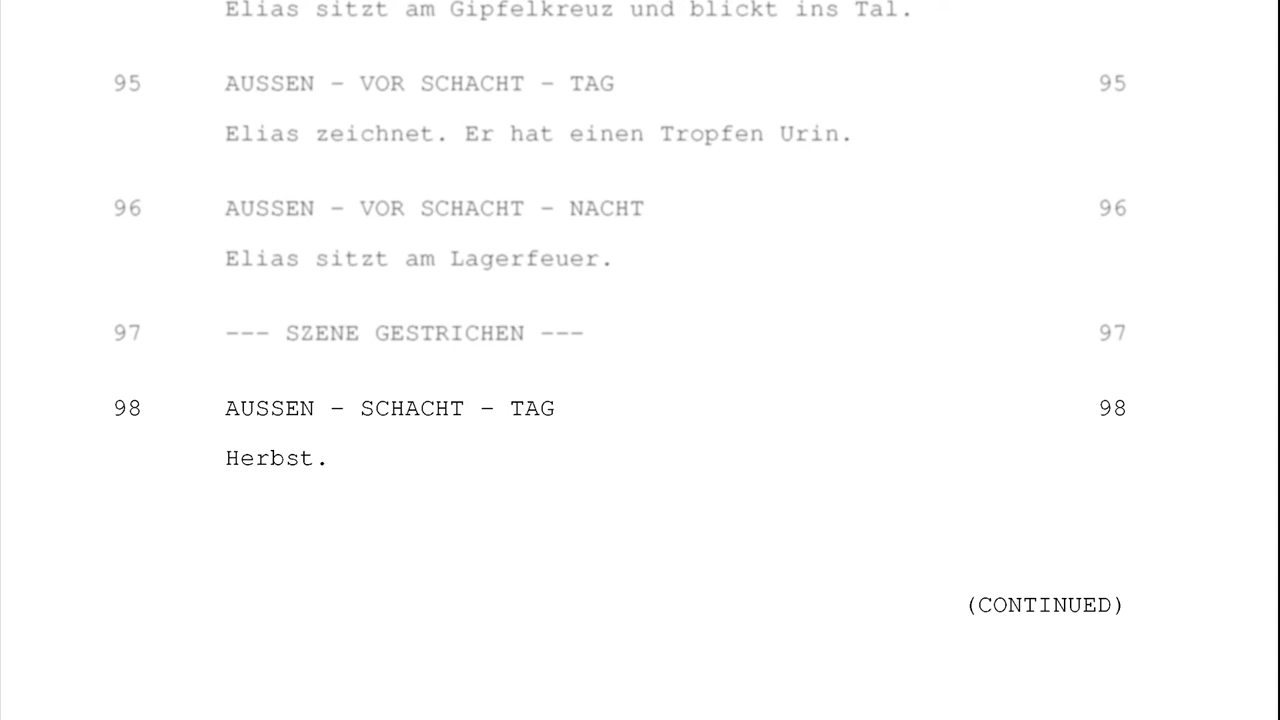 Elias sitzt am Gipfelkreuz und blickt ins Tal.
95 AUSSEN - VOR SCHACHT - TAG 95
Elias zeichnet. Er hat einen Tropfen Urin.
96 AUSSEN - VOR SCHACHT - NACHT 96
Elias sitzt am Lagerfeuer.
97 --- SZENE GESTRICHEN --- 97
98 AUSSEN - SCHACHT - TAG 98
Herbst.
(CONTINUED)